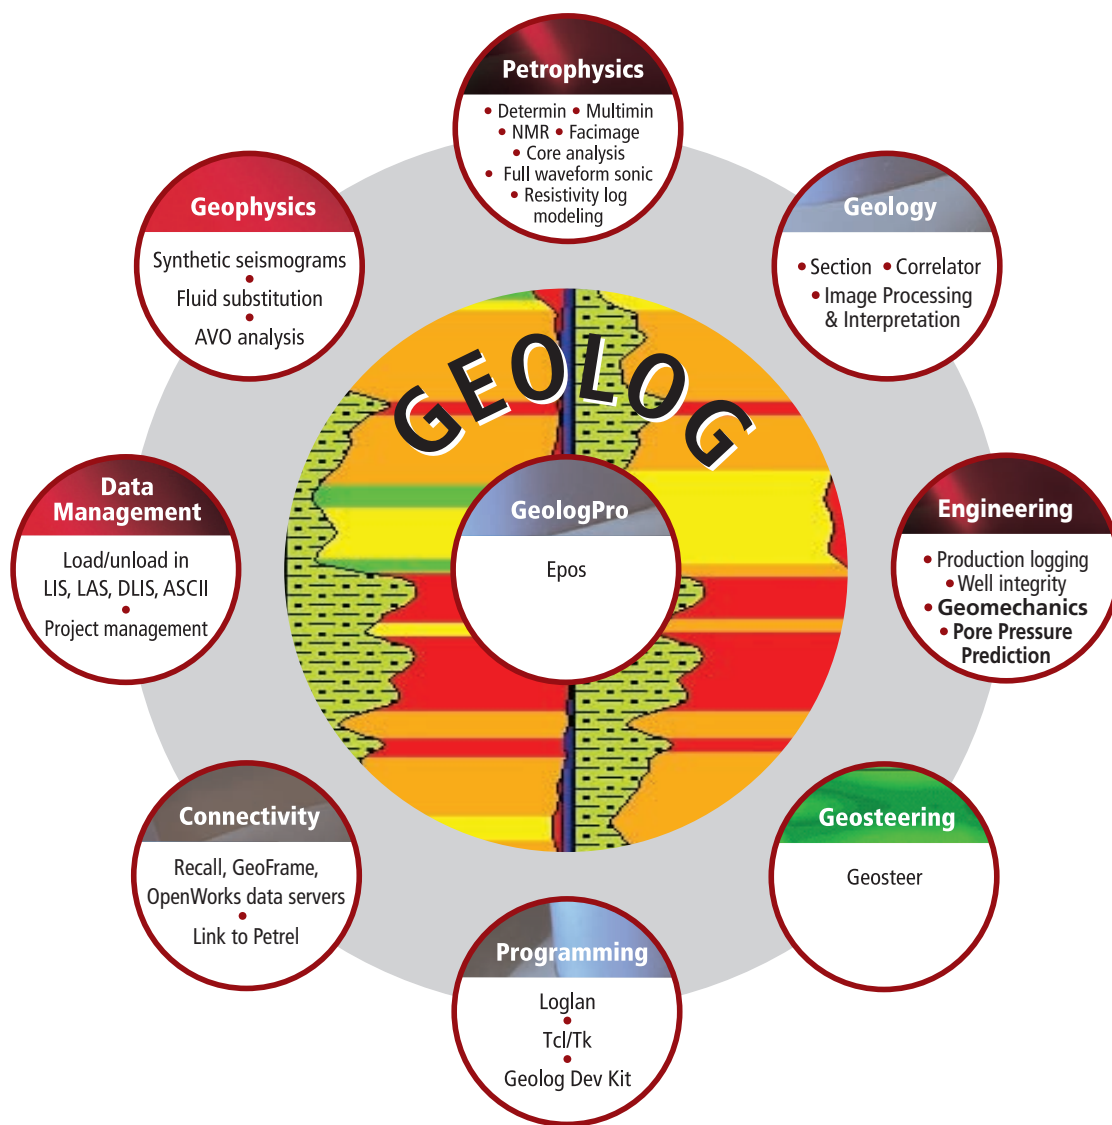 Petrophysics
• Determin • Multimin
• NMR • Facimage
• Core analysis
• Full waveform sonic
• Resistivity log
modeling
Geophysics
Synthetic seismograms
•
Fluid substitution
•
AVO analysis
Geology
• Section • Correlator
• Image Processing
& Interpretation
GEOLOG
Data
Management
Load/unload in
LIS, LAS, DLIS, ASCII
•
Project management
GeologPro
Epos
Engineering
• Production logging
• Well integrity
• Geomechanics
• Pore Pressure
Prediction
Connectivity
Recall, GeoFrame,
OpenWorks data servers
•
Link to Petrel
Geosteering
Geosteer
Programming
Loglan
•
Tcl/Tk
•
Geolog Dev Kit